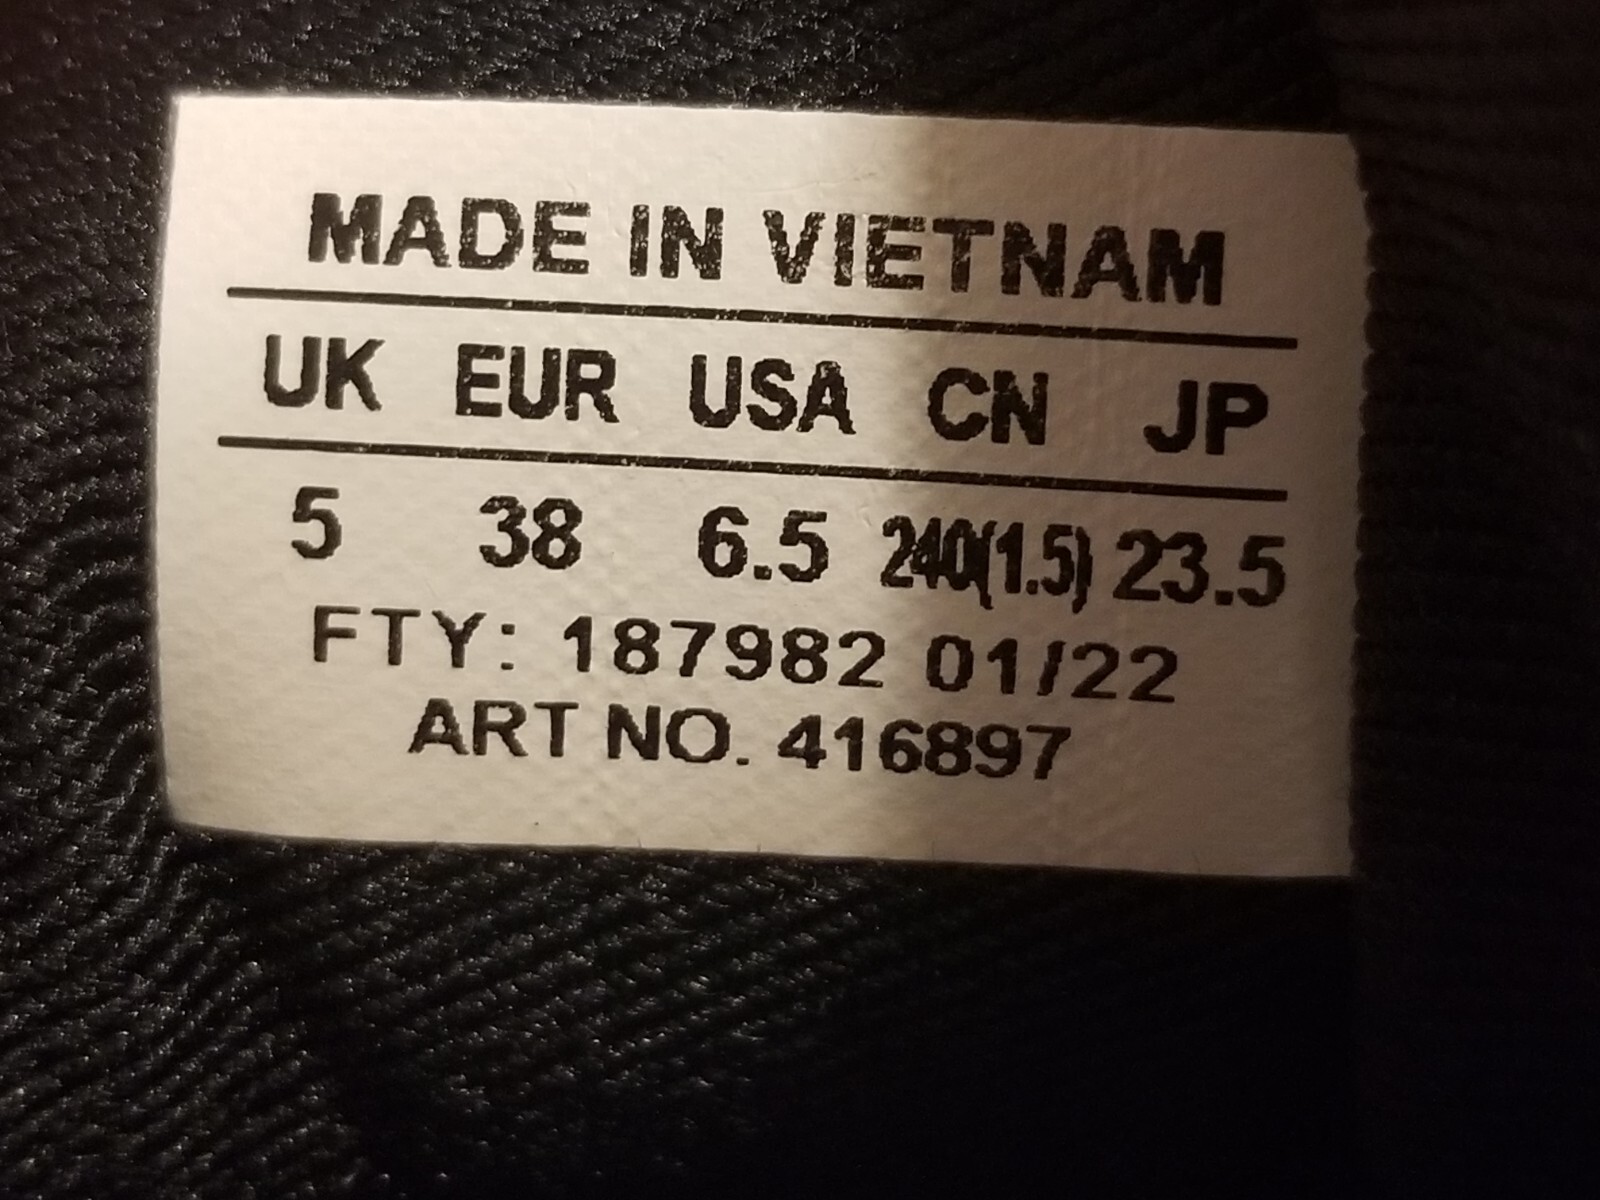 MADE IN VIETNAM
UK EUR USA CN JP
5 38 6.5 240(1.5) 23.5
FTY: 187982 01/22
ART NO. 416897